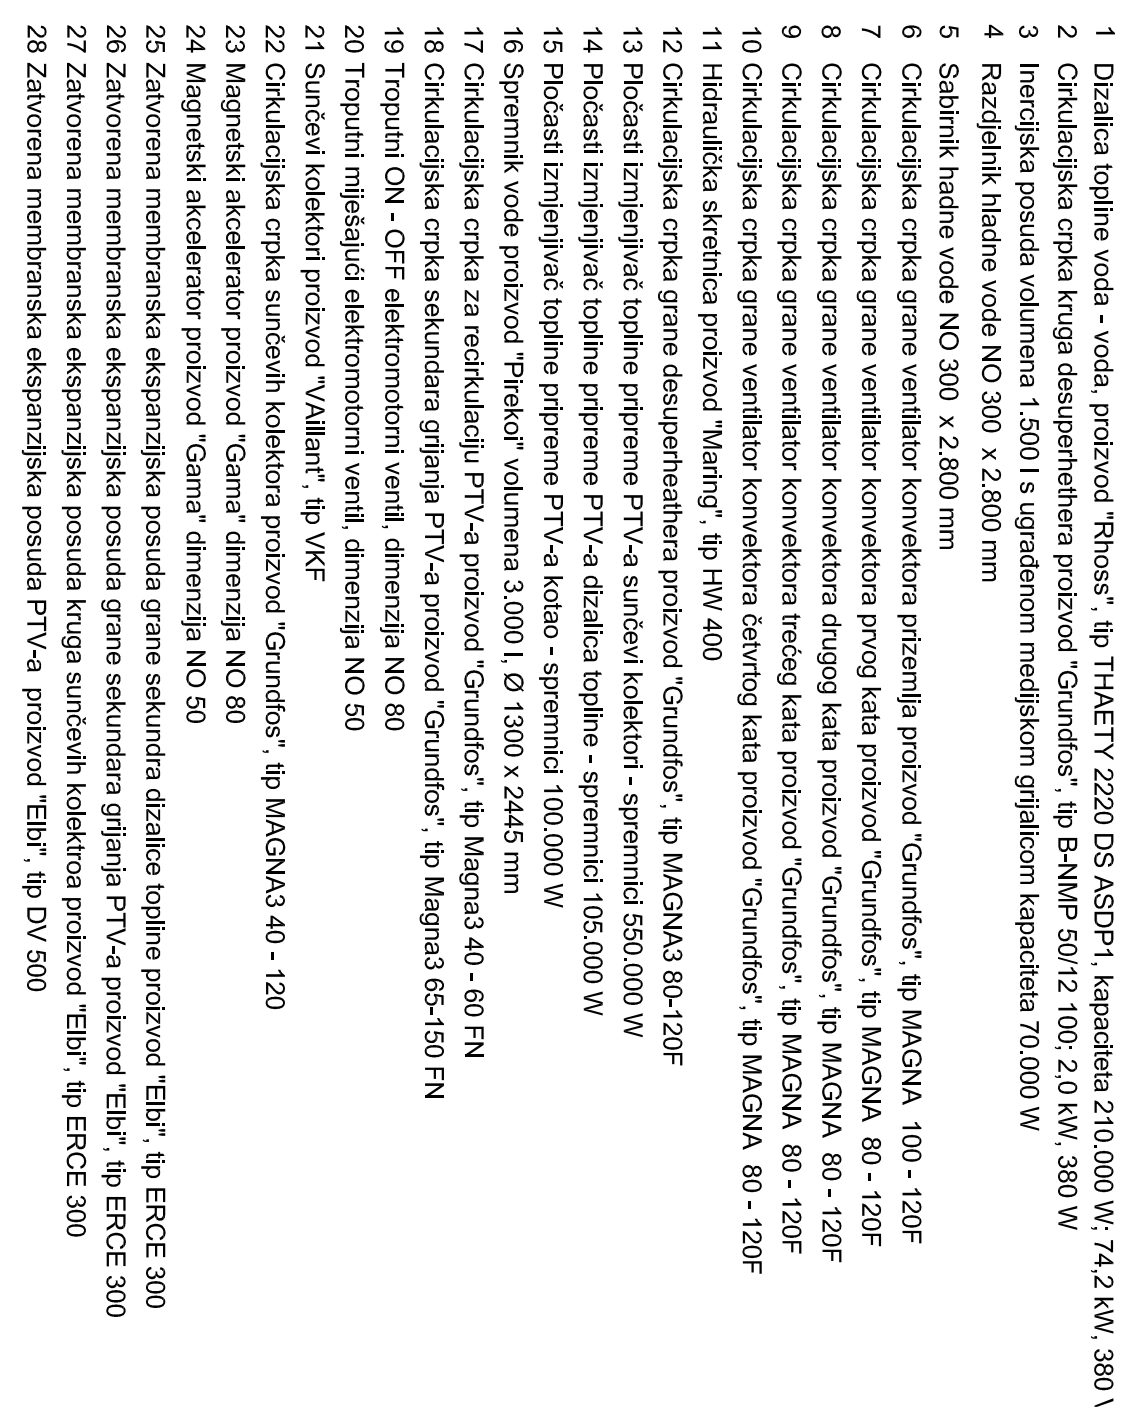 1 Dizalica topline voda - voda, proizvod "Rhoss", tip THAETY 2220 DS ASDP1, kapaciteta 210.000 W; 74,2 kW, 380
2 Cirkulacijska crpka kruga desuperhethera proizvod "Grundfos", tip B-NMP 50/12 100; 2,0 kW, 380 W
3 Inercijska posuda volumena 1.500 l s ugrađenom medijskom grijalicom kapaciteta 70.000 W
4 Razdjelnik hladne vode NO 300 x 2.800 mm
5 Sabirnik hadne vode NO 300 x 2.800 mm
6 Cirkulacijska crpka grane ventilator konvektora prizemlja proizvod "Grundfos", tip MAGNA 100 - 120F
7 Cirkulacijska crpka grane ventilator konvektora prvog kata proizvod "Grundfos", tip MAGNA 80 - 120F
8 Cirkulacijska crpka grane ventilator konvektora drugog kata proizvod "Grundfos", tip MAGNA 80 - 120F
9 Cirkulacijska crpka grane ventilator konvektora trećeg kata proizvod "Grundfos", tip MAGNA 80 - 120F
10 Cirkulacijska crpka grane ventilator konvektora četvrtog kata proizvod "Grundfos", tip MAGNA 80 - 120F
11 Hidraulička skretnica proizvod "Maring", tip HW 400
12 Cirkulacijska crpka grane desuperheathera proizvod "Grundfos", tip MAGNA3 80-120F
13 Pločasti izmjenjivač topline pripreme PTV-a sunčevi kolektori - spremnici 550.000 W
14 Pločasti izmjenjivač topline pripreme PTV-a dizalica topline - spremnici 105.000 W
15 Pločasti izmjenjivač topline pripreme PTV-a kotao - spremnici 100.000 W
16 Spremnik vode proizvod "Pirekoi" volumena 3.000 l, Ø 1300 x 2445 mm
17 Cirkulacijska crpka za recirkulaciju PTV-a proizvod "Grundfos", tip Magna3 40 - 60 FN
18 Cirkulacijska crpka sekundara grijanja PTV-a proizvod "Grundfos", tip Magna3 65-150 FN
19 Troputni ON - OFF elektromotorni ventil, dimenzija NO 80
20 Troputni miješajući elektromotorni ventil, dimenzija NO 50
21 Sunčevi kolektori proizvod "VAillant", tip VKF
22 Cirkulacijska crpka sunčevih kolektora proizvod "Grundfos", tip MAGNA3 40 - 120
23 Magnetski akcelerator proizvod "Gama" dimenzija NO 80
24 Magnetski akcelerator proizvod "Gama" dimenzija NO 50
25 Zatvorena membranska ekspanzijska posuda grane sekundra dizalice topline proizvod "Elbi", tip ERCE 300
26 Zatvorena membranska ekspanzijska posuda grane sekundara grijanja PTV-a proizvod "Elbi", tip ERCE 300
27 Zatvorena membranska ekspanzijska posuda kruga sunčevih kolektroa proizvod "Elbi", tip ERCE 300
28 Zatvorena membranska ekspanzijska posuda PTV-a proizvod "Elbi", tip DV 500